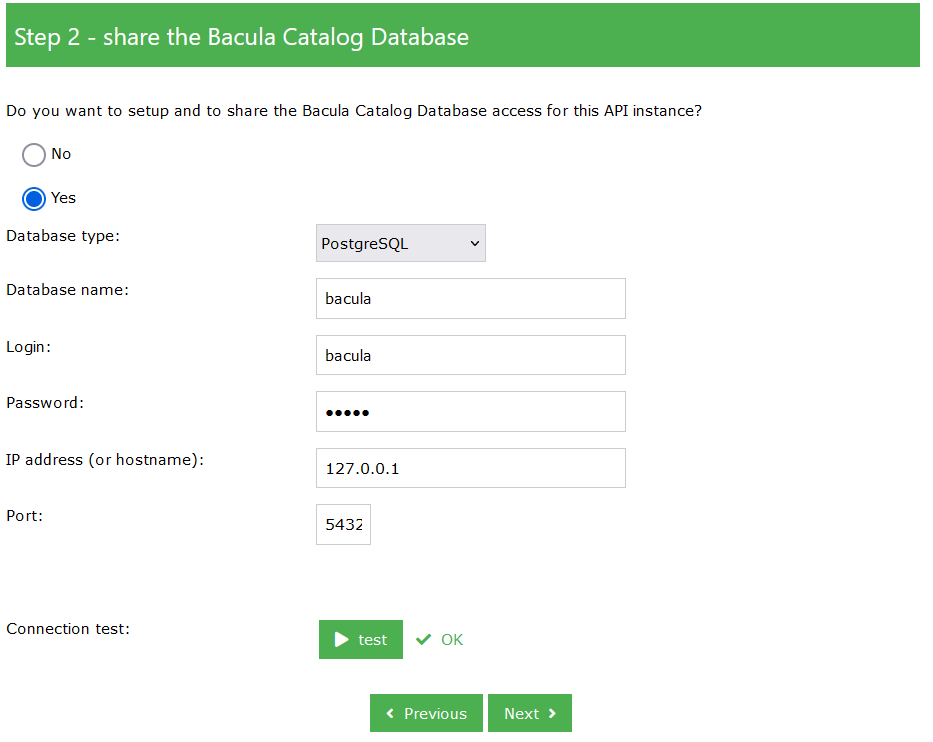 Step 2 - share the Bacula Catalog Database
Do you want to setup and to share the Bacula Catalog Database access for this API instance?
No
Yes
Database type:
PostgreSQL
Database name:
bacula
Login:
bacula
Password:
•••••
IP address (or hostname):
127.0.0.1
Port:
5432
Connection test:
test
OK
Previous
Next